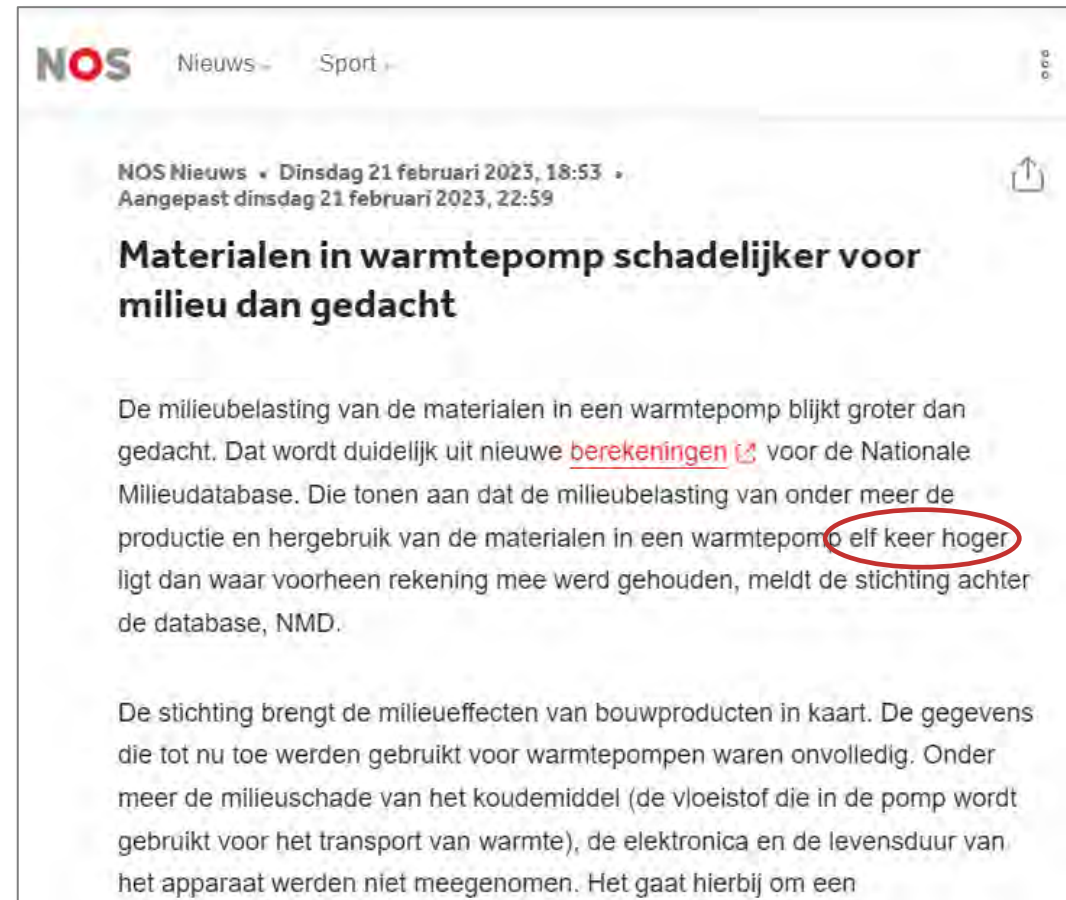 NOS Nieuws Sport
NOS Nieuws • Dinsdag 21 februari 2023, 18:53 •
Aangepast dinsdag 21 februari 2023, 22:59
Materialen in warmtepomp schadelijker voor
milieu dan gedacht
De milieubelasting van de materialen in een warmtepomp blijkt groter dan
gedacht. Dat wordt duidelijk uit nieuwe berekeningen voor de Nationale
Milieudatabase. Die tonen aan dat de milieubelasting van onder meer de
productie en hergebruik van de materialen in een warmtepomp elf keer hoger
ligt dan waar voorheen rekening mee werd gehouden, meldt de stichting achter
de database, NMD.
De stichting brengt de milieueffecten van bouwproducten in kaart. De gegevens
die tot nu toe werden gebruikt voor warmtepompen waren onvolledig. Onder
meer de milieuschade van het koudemiddel (de vloeistof die in de pomp wordt
gebruikt voor het transport van warmte), de elektronica en de levensduur van
het apparaat werden niet meegenomen. Het gaat hierbij om een